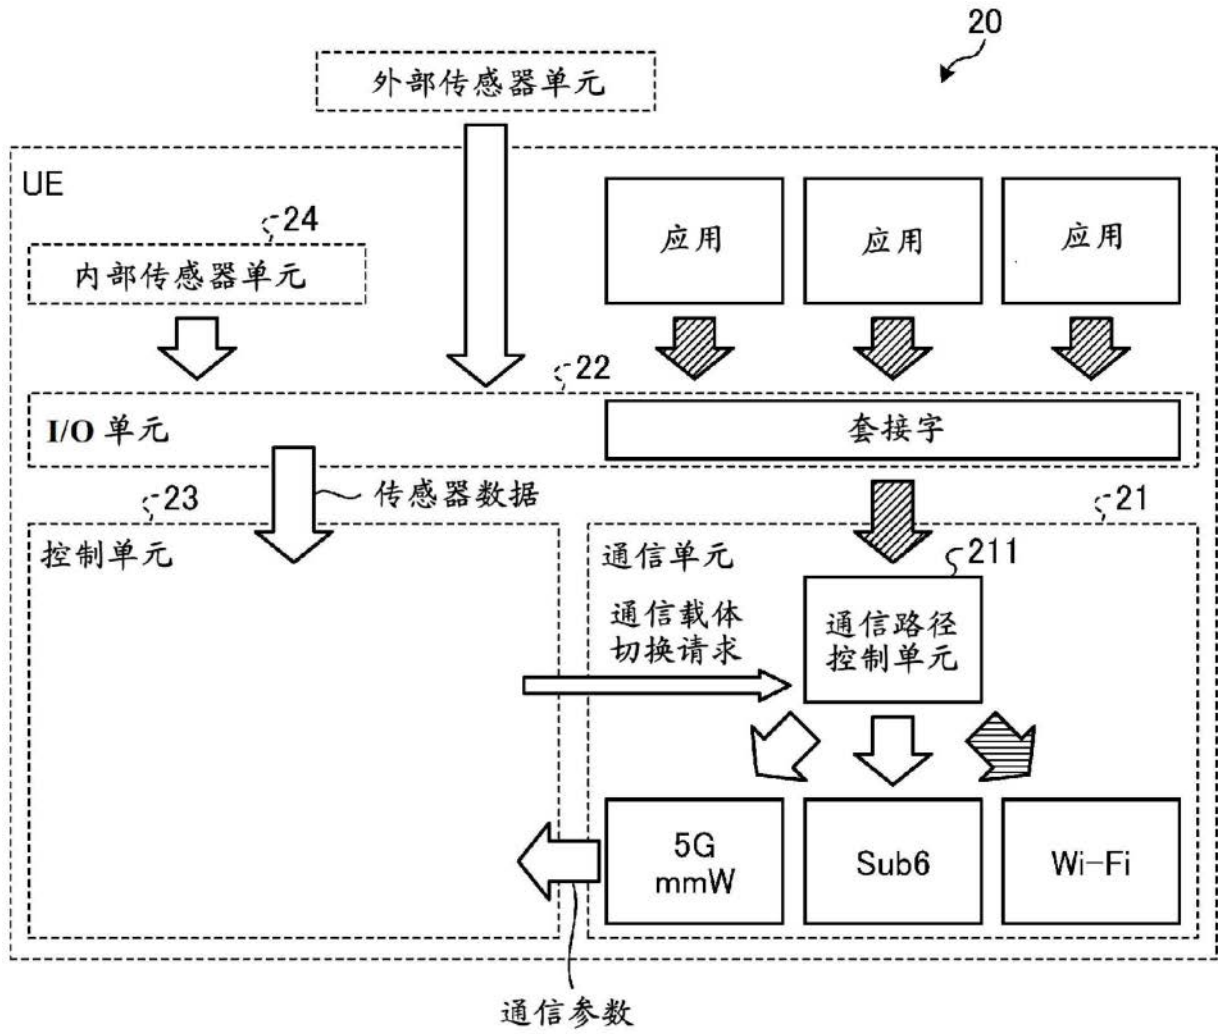 20
外部传感器单元
UE
24
内部传感器单元
应用
应用
应用
22
I/O 单元
套接字
传感器数据
23
21
控制单元
通信单元
211
通信载体
切换请求
通信路径
控制单元
5G
mmW
Sub6
Wi-Fi
通信参数